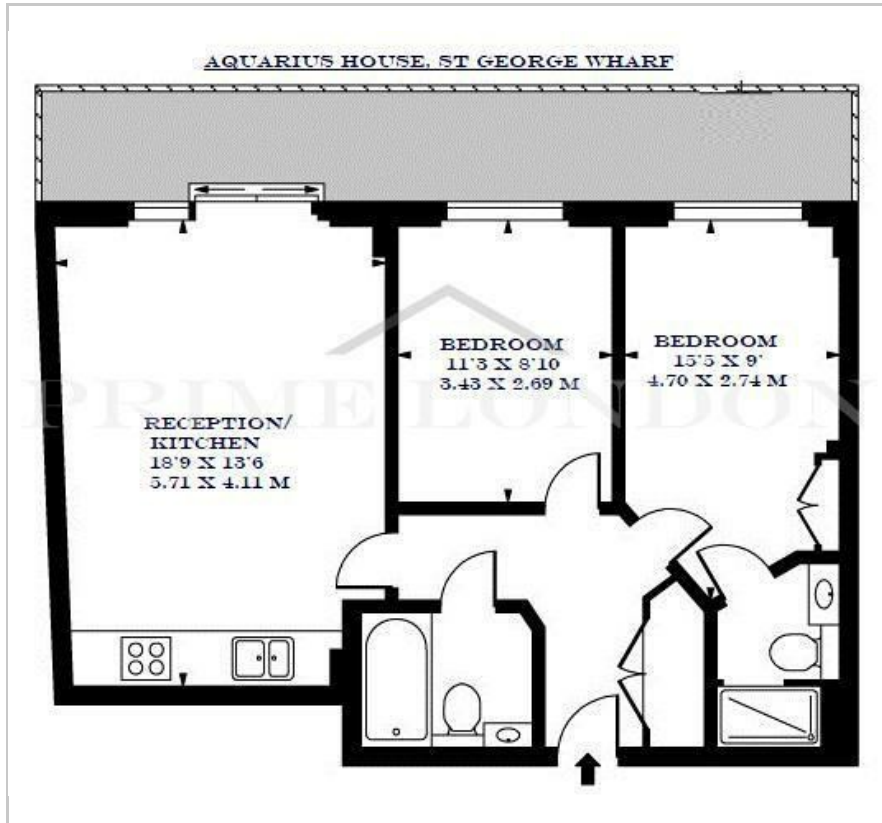 AQUARIUS HOUSE, ST GEORGE WHARF
BEDROOM
11'3 X 8'10
3.43 X 2.69 M
BEDROOM
15'5 X 9'
4.70 X 2.74 M
PRIME LONDON
RECEPTION/
KITCHEN
18'9 X 13'6
5.71 X 4.11 M